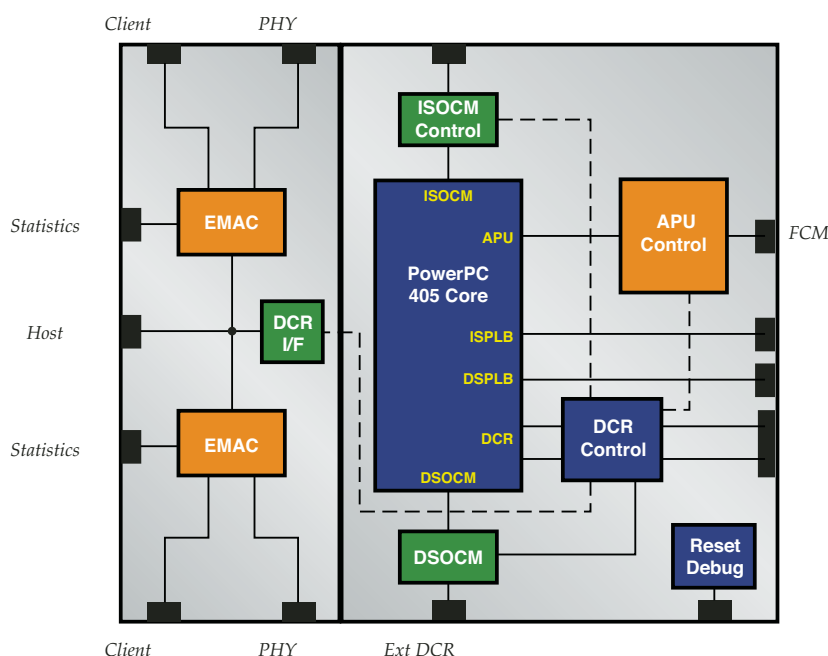 Client PHY
ISOCM
Control
ISOCM
Statistics
EMAC
APU
APU
Control
FCM
PowerPC
405 Core
Host
DCR
I/F
ISPLB
DSPLB
Statistics
EMAC
DCR
DCR
Control
DSOCM
DSOCM
Reset
Debug
Client PHY Ext DCR